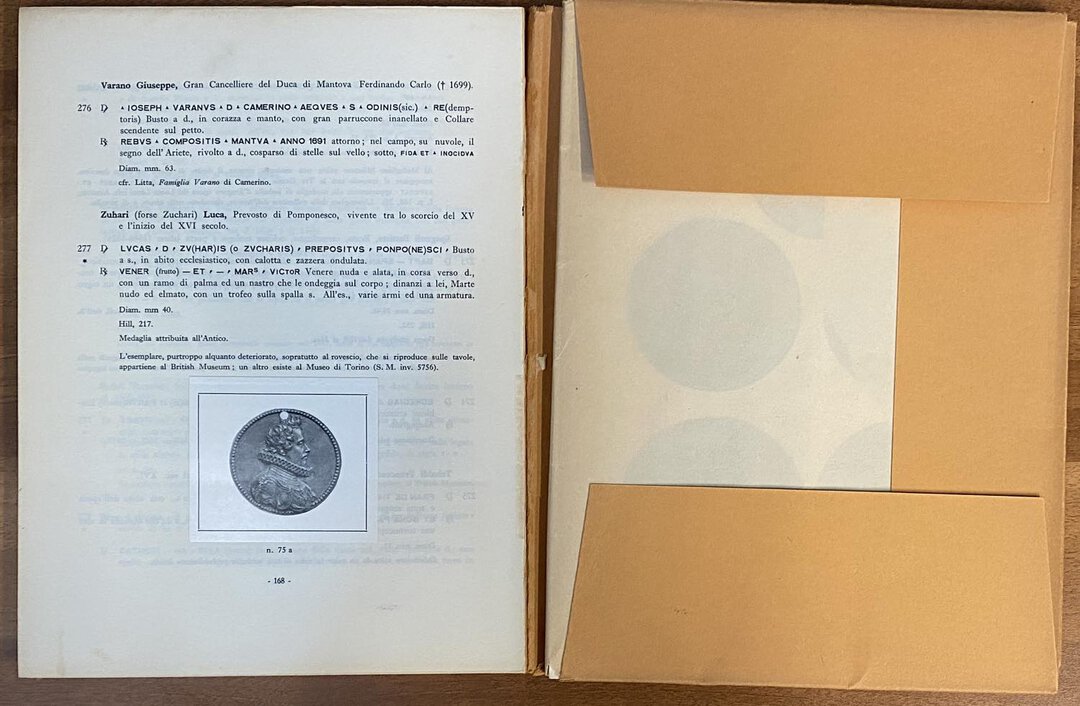 Varano Giuseppe, Gran Cancelliere del Duca di Mantova Ferdinando Carlo († 1699).
276 D/ ▴ IOSEPH ▴ VARANVS ▴ D ▴ CAMERINO ▴ AEQVES ▴ S ▴ ODINIS(sic.) ▴ RE(demp-
toris) Busto a d., in corazza e manto, con gran parruccone inanellato e Collare
scendente sul petto.
R/ REBVS ▴ COMPOSITIS ▴ MANTVA ▴ ANNO 1691 attorno; nel campo, su nuvole, il
segno dell'Ariete, rivolto a d., cosparso di stelle sul vello; sotto, FIDA ET ▴ INOCIDVA
Diam. mm. 63.
cfr. Litta, Famiglia Varano di Camerino.
Zuhari (forse Zuchari) Luca, Prevosto di Pomponesco, vivente tra lo scorcio del XV
e l'inizio del XVI secolo.
277 D/ LVCAS ⸍ D ⸍ ZV(HAR)IS (o ZVCHARIS) ⸍ PREPOSITVS ⸍ PONPO(NE)SCI ⸍ Busto
* a s., in abito ecclesiastico, con calotta e zazzera ondulata.
R/ VENER (frutto) — ET ⸍ — ⸍ MARS ⸍ VICTOR Venere nuda e alata, in corsa verso d.,
con un ramo di palma ed un nastro che le ondeggia sul corpo; dinanzi a lei, Marte
nudo ed elmato, con un trofeo sulla spalla s. All'es., varie armi ed una armatura.
Diam. mm 40.
Hill, 217.
Medaglia attribuita all'Antico.
L'esemplare, purtroppo alquanto deteriorato, sopratutto al rovescio, che si riproduce sulle tavole,
appartiene al British Museum; un altro esiste al Museo di Torino (S. M. inv. 5756).
n. 75 a
- 168 -